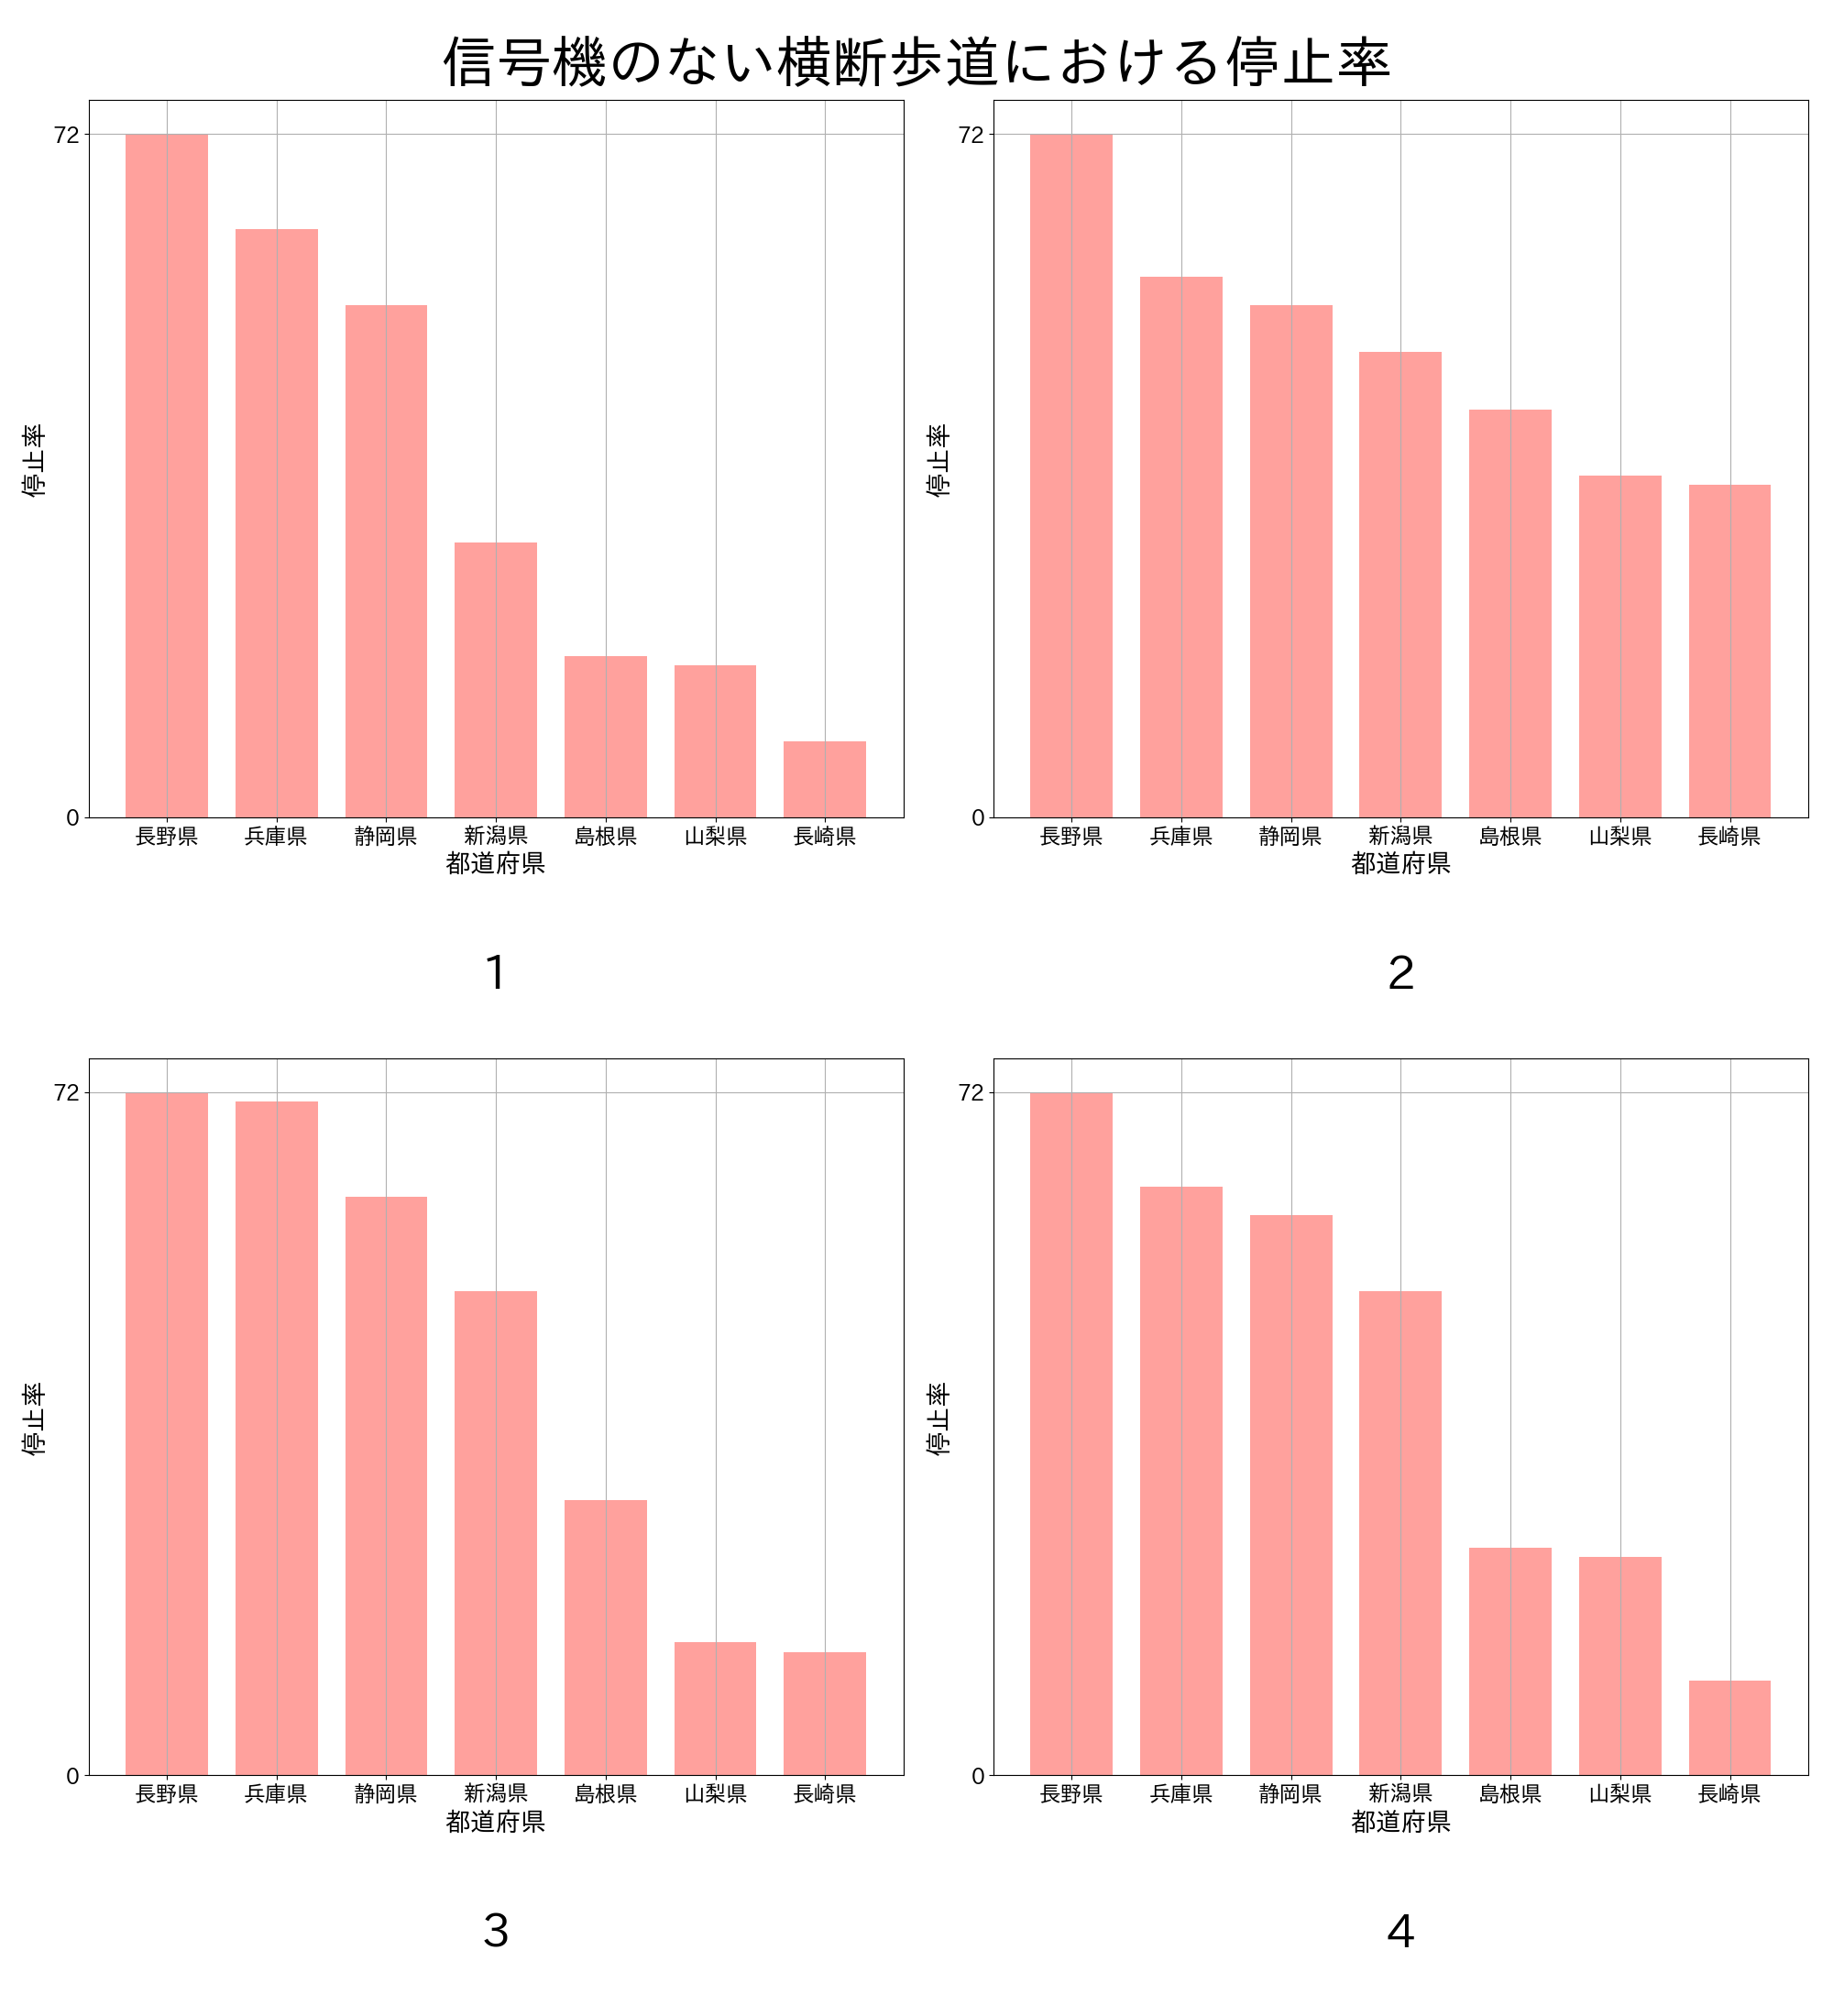 信号機のない横断歩道における停止率
72
停止率
0
長野県 兵庫県 静岡県 新潟県 島根県 山梨県 長崎県
都道府県
1
72
停止率
0
長野県 兵庫県 静岡県 新潟県 島根県 山梨県 長崎県
都道府県
2
72
停止率
0
長野県 兵庫県 静岡県 新潟県 島根県 山梨県 長崎県
都道府県
3
72
停止率
0
長野県 兵庫県 静岡県 新潟県 島根県 山梨県 長崎県
都道府県
4